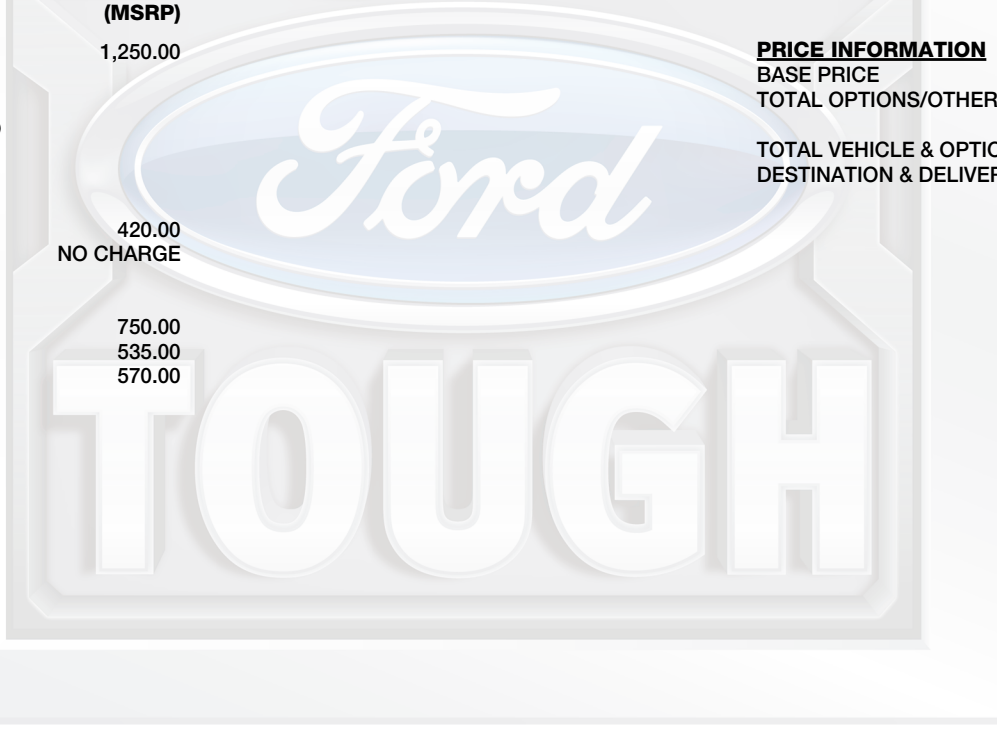 (MSRP)
1,250.00
420.00
NO CHARGE
750.00
535.00
570.00
PRICE INFORMATION
BASE PRICE
TOTAL OPTIONS/OTHER
TOTAL VEHICLE & OPTIO
DESTINATION & DELIVER
Ford
TOUGH